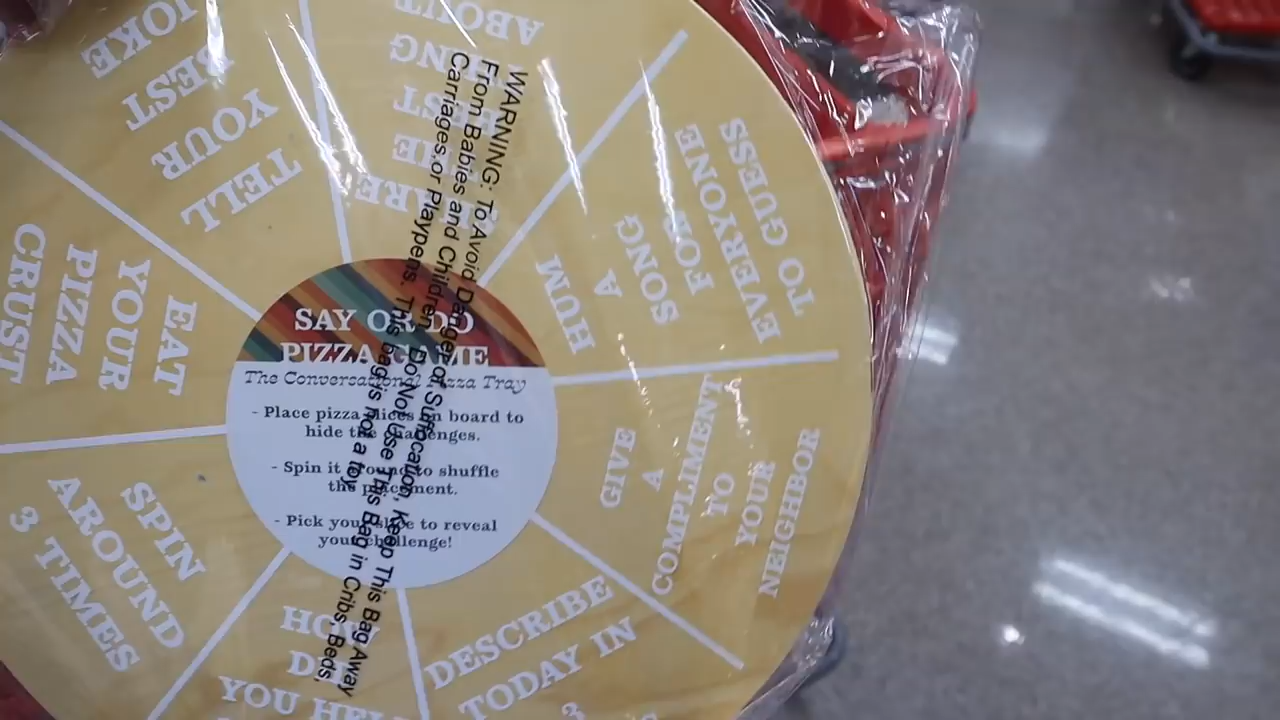 SAY OR DO
PIZZA GAME
The Conversational Pizza Tray
- Place pizza slices on board to
hide the challenges.
- Spin it around to shuffle
the placement.
- Pick your slice to reveal
your challenge!
WARNING: To Avoid Danger of Suffocation, Keep This Bag Away
From Babies and Children. Do Not Use This Bag in Cribs, Beds,
Carriages or Playpens. This bag is not a toy.
TELL
YOUR
BEST
JOKE
ABOUT
HUM
A
SONG
FOR
EVERYONE
TO GUESS
GIVE
A
COMPLIMENT
TO
YOUR
NEIGHBOR
DESCRIBE
TODAY IN
3
YOU
SPIN
AROUND
3 TIMES
EAT
YOUR
PIZZA
CRUST